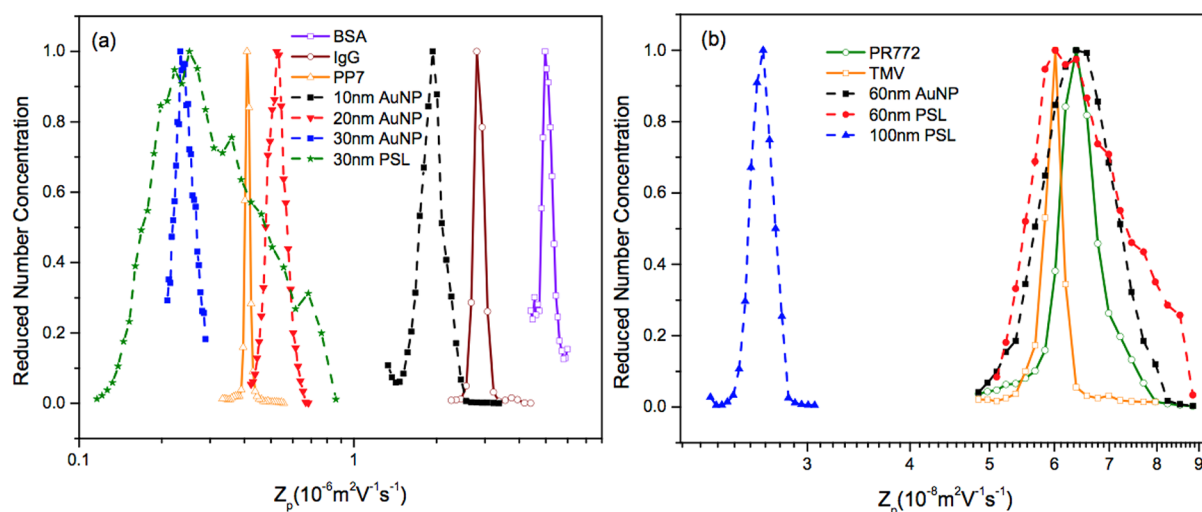 (a)
BSA
IgG
PP7
10nm AuNP
20nm AuNP
30nm AuNP
30nm PSL
Reduced Number Concentration
1.0
0.8
0.6
0.4
0.2
0.0
0.1
1
Zp(10-6m2V-1s-1)
(b)
PR772
TMV
60nm AuNP
60nm PSL
100nm PSL
Reduced Number Concentration
1.0
0.8
0.6
0.4
0.2
0.0
3
4
5
6
7
8
9
Zp(10-8m2V-1s-1)